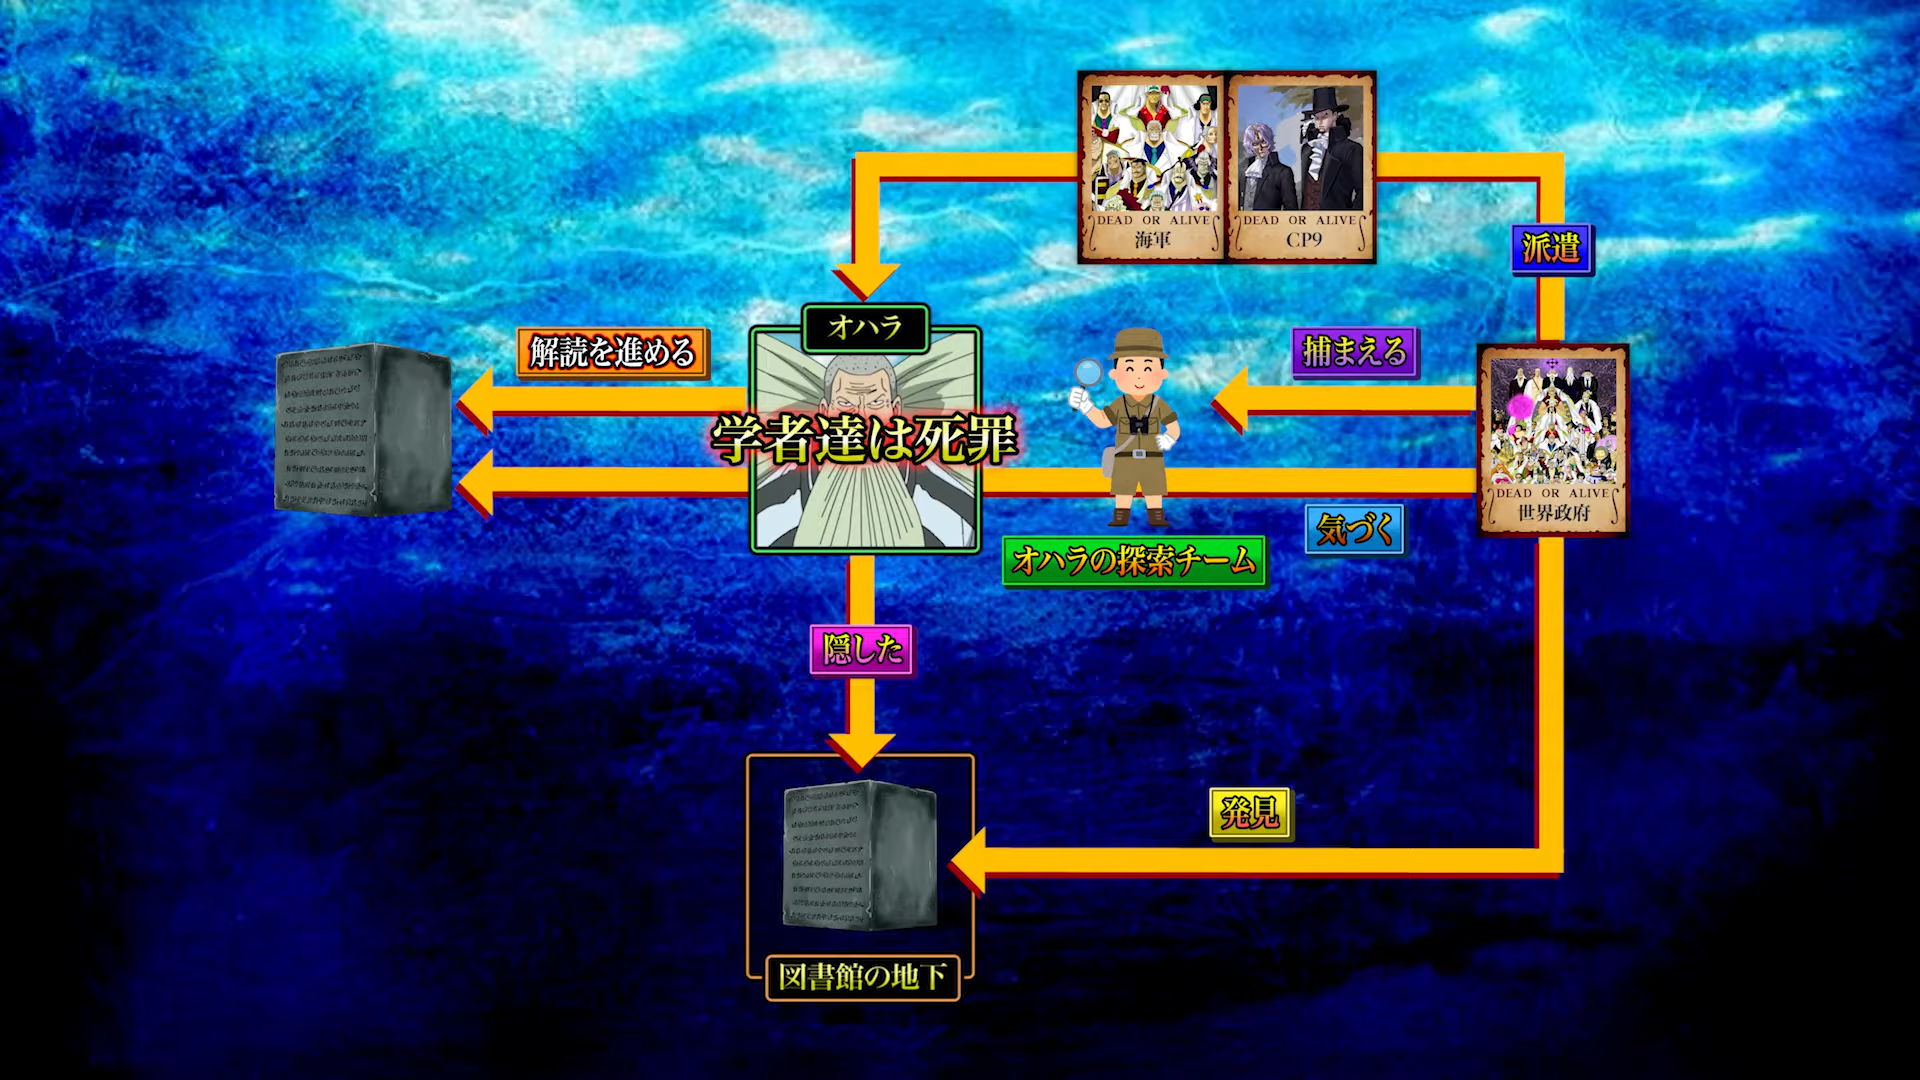 DEAD OR ALIVE
海軍
DEAD OR ALIVE
CP9
派遣
オハラ
解読を進める
捕まえる
学者達は死罪
DEAD OR ALIVE
世界政府
気づく
オハラの探索チーム
隠した
発見
図書館の地下